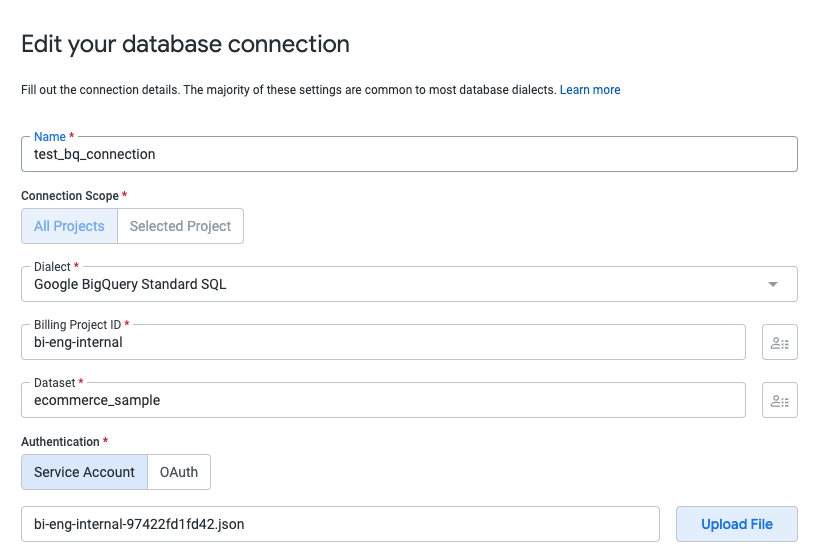 Edit your database connection
Fill out the connection details. The majority of these settings are common to most database dialects. Learn more
Name *
test_bq_connection
Connection Scope *
All Projects Selected Project
Dialect *
Google BigQuery Standard SQL
Billing Project ID *
bi-eng-internal
Dataset *
ecommerce_sample
Authentication *
Service Account OAuth
bi-eng-internal-97422fd1fd42.json Upload File